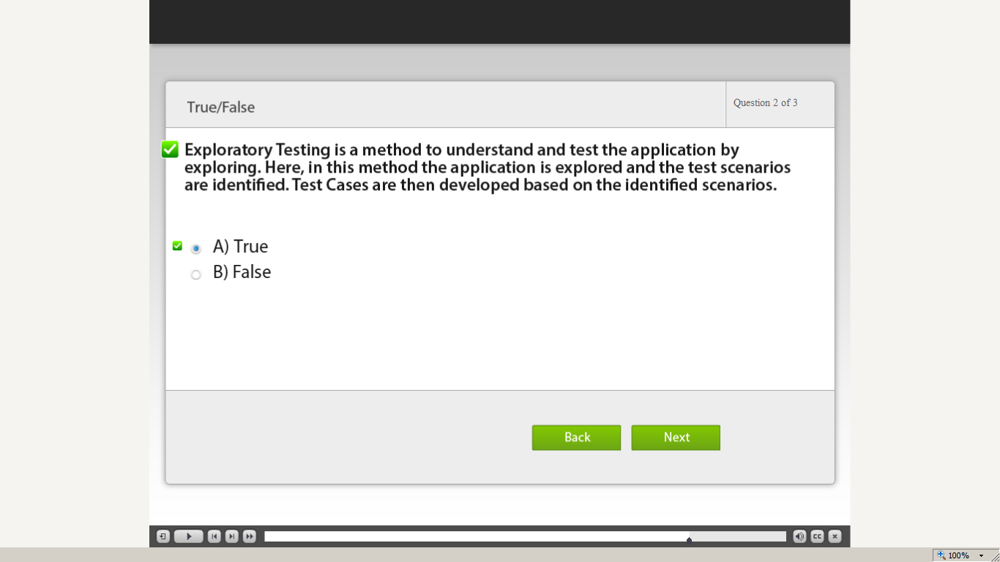 True/False
Question 2 of 3
Exploratory Testing is a method to understand and test the application by
exploring. Here, in this method the application is explored and the test scenarios
are identified. Test Cases are then developed based on the identified scenarios.
A) True
B) False
Back
Next
CC
100%